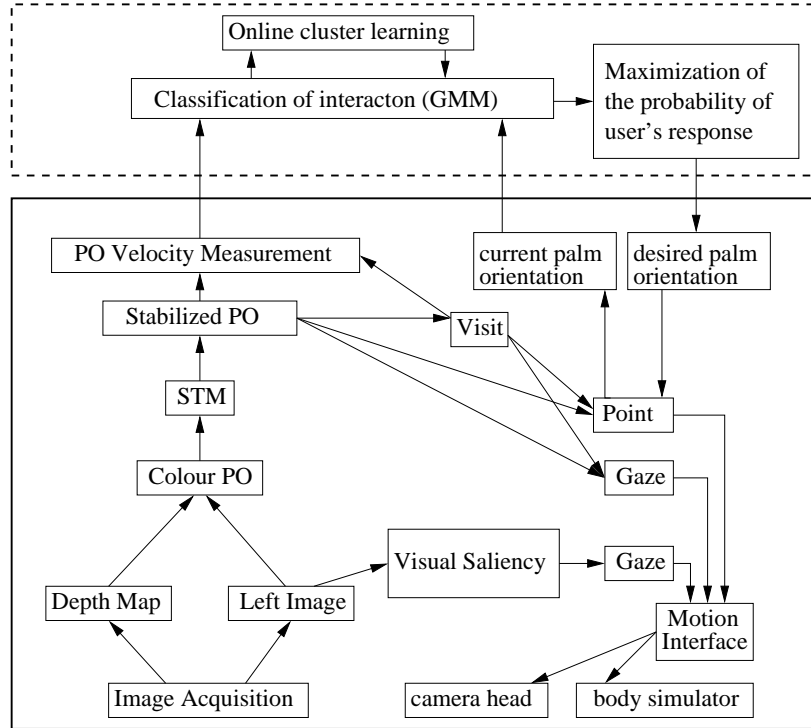 Online cluster learning
Classification of interacton (GMM)
Maximization of
the probability of
user's response
PO Velocity Measurement
current palm
orientation
desired palm
orientation
Stabilized PO
Visit
STM
Point
Colour PO
Gaze
Visual Saliency
Gaze
Depth Map
Left Image
Motion
Interface
Image Acquisition
camera head
body simulator